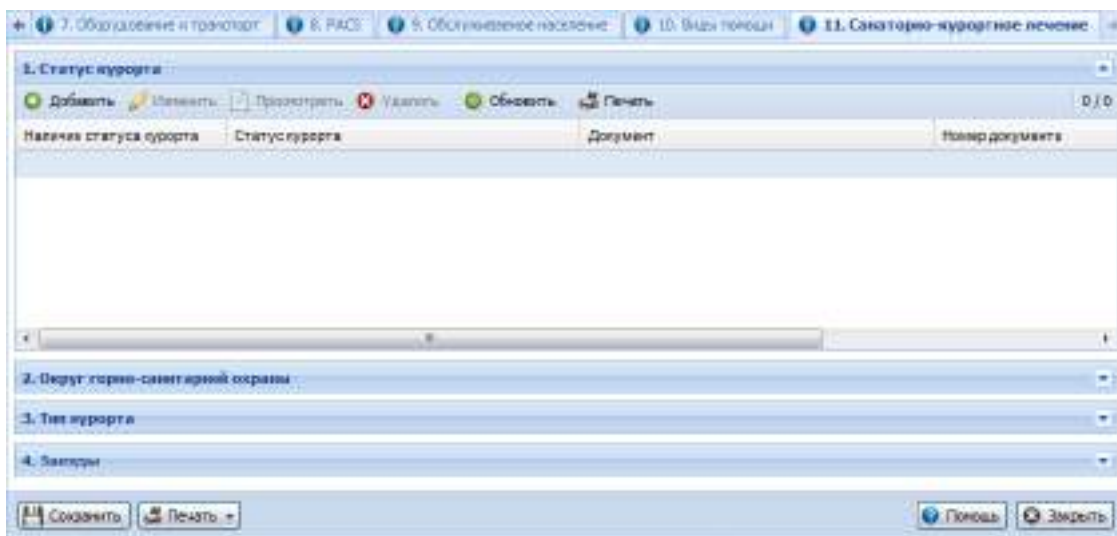 7. Оборудование и транспорт 8. PACS 9. Обслуживаемое население 10. Виды помощи 11. Санаторно-курортное лечение
1. Статус курорта
Добавить Изменить Просмотреть Удалить Обновить Печать 0 / 0
Наличие статуса курорта Статус курорта Документ Номер документа
2. Округ горно-санитарной охраны
3. Тип курорта
4. Заезды
Сохранить Печать Помощь Закрыть